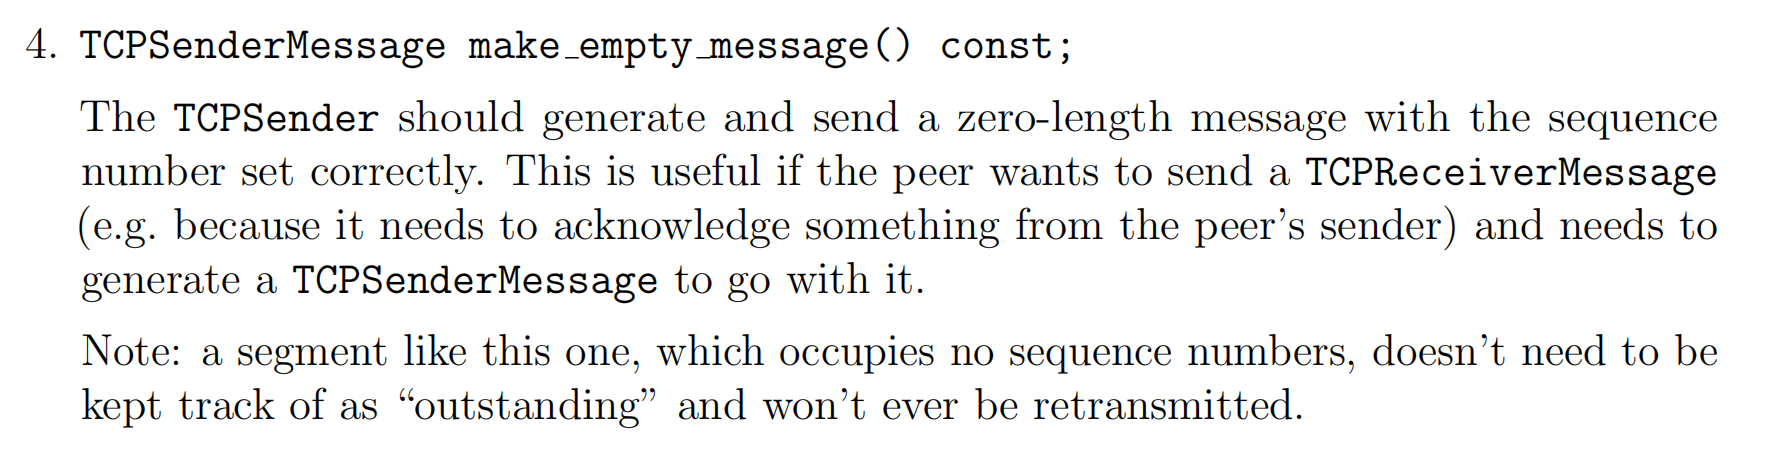 4. TCPSenderMessage make_empty_message() const;
The TCPSender should generate and send a zero-length message with the sequence
number set correctly. This is useful if the peer wants to send a TCPReceiverMessage
(e.g. because it needs to acknowledge something from the peer's sender) and needs to
generate a TCPSenderMessage to go with it.
Note: a segment like this one, which occupies no sequence numbers, doesn't need to be
kept track of as “outstanding” and won't ever be retransmitted.